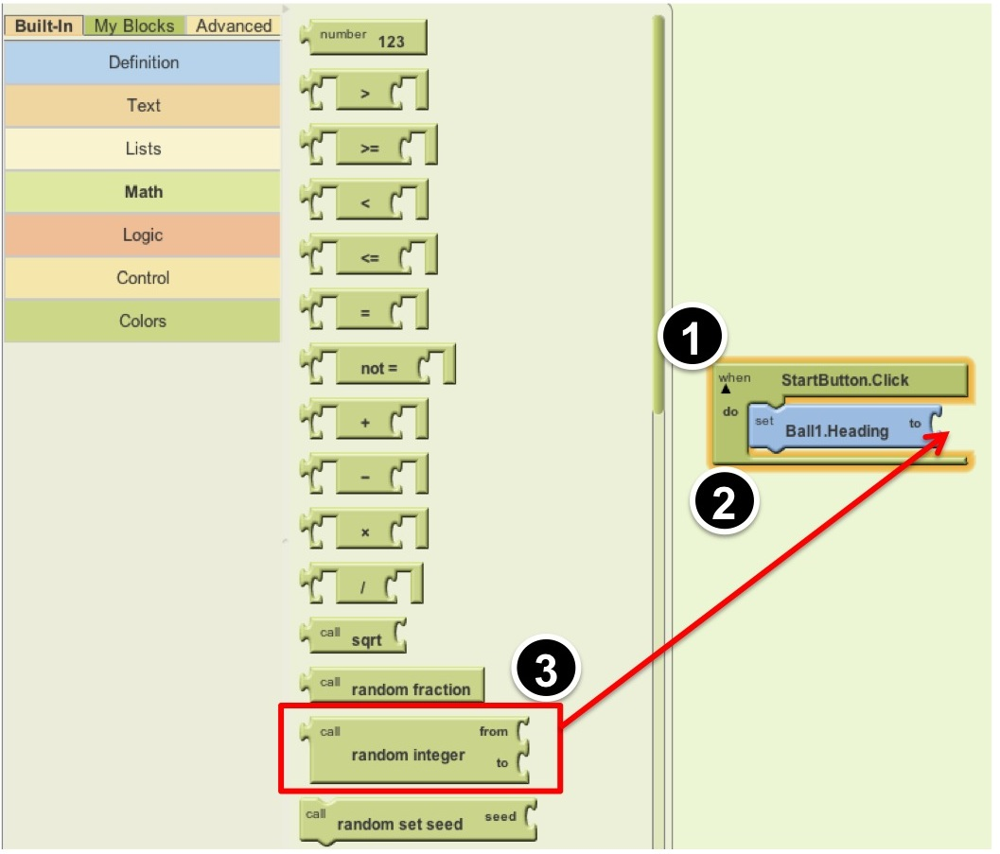 Built-In My Blocks Advanced
Definition
Text
Lists
Math
Logic
Control
Colors
number 123
>
>=
<
<=
=
not =
+
−
×
/
call sqrt
call random fraction
call random integer from
to
call random set seed seed
1
when StartButton.Click
do set Ball1.Heading to
2
3